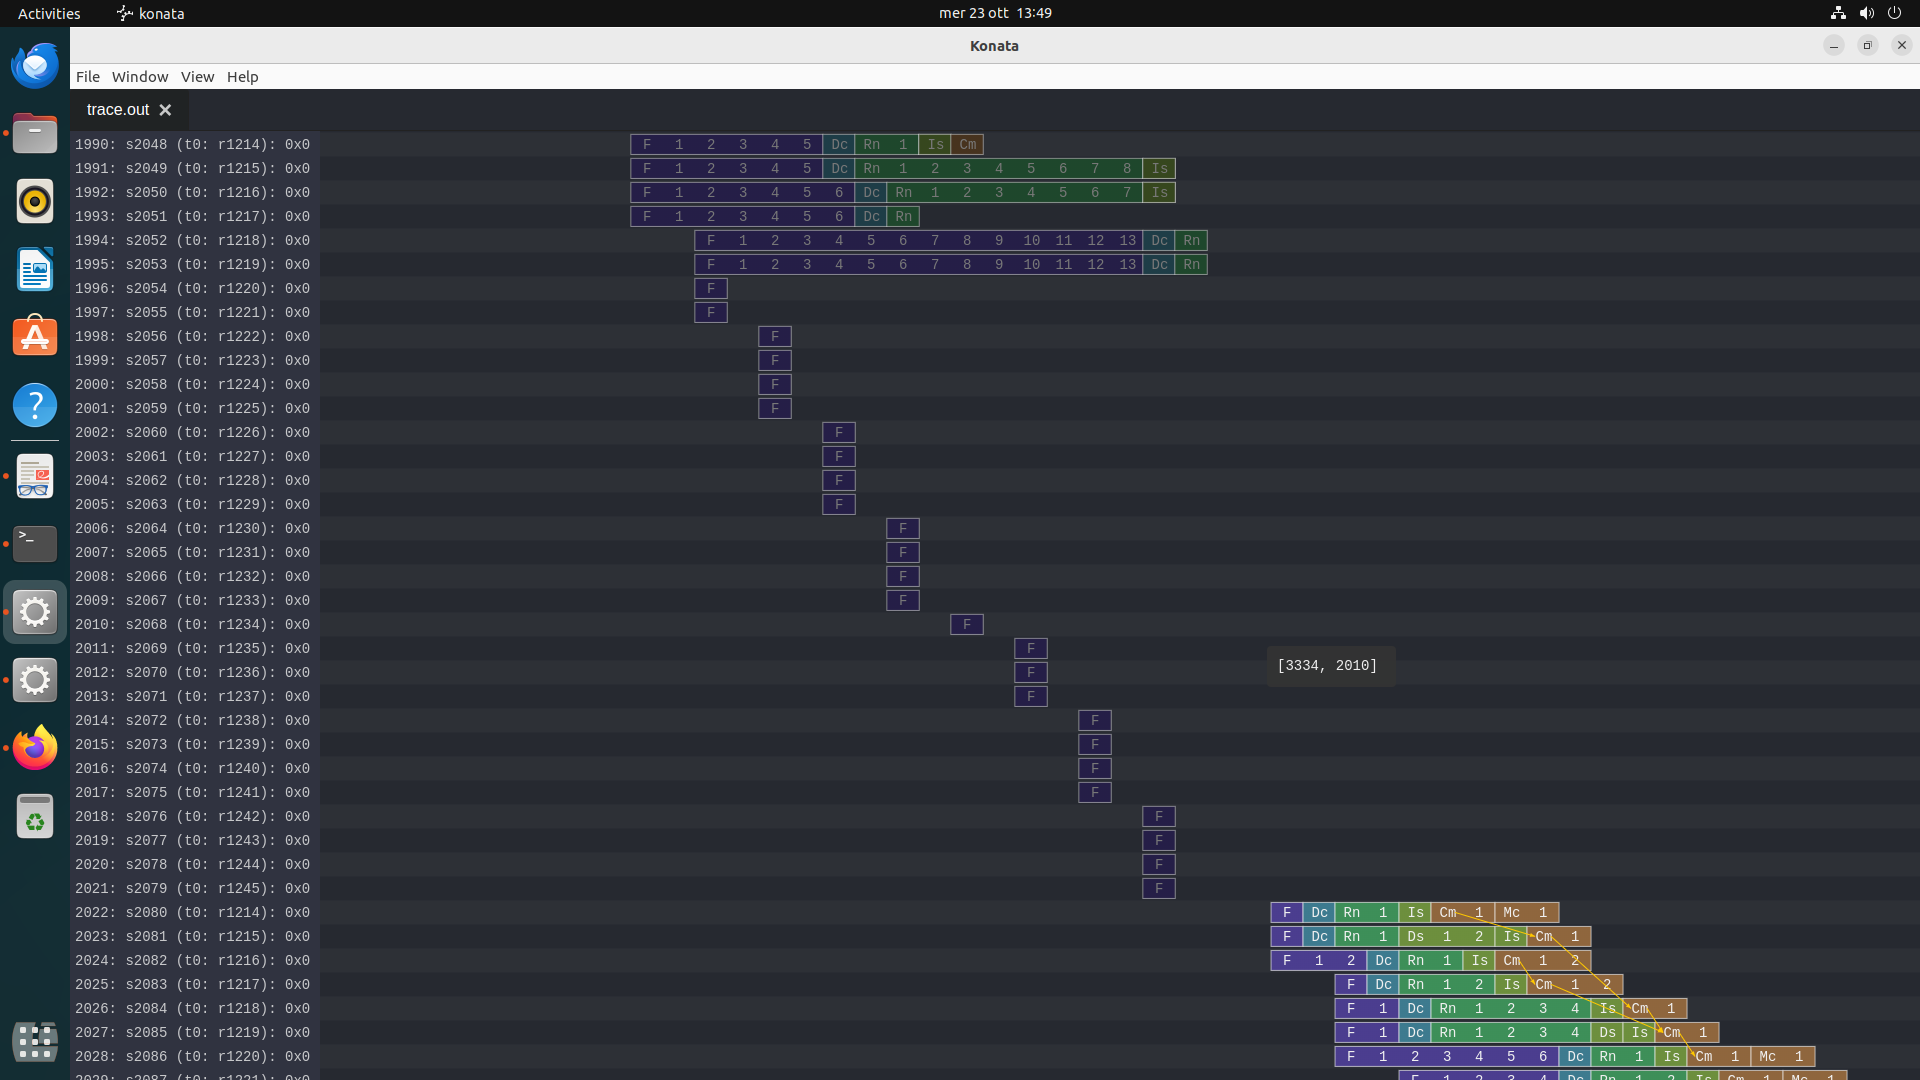 Activities konata mer 23 ott 13:49
Konata
File Window View Help
trace.out
1990: s2048 (t0: r1214): 0x0 F 1 2 3 4 5 Dc Rn 1 Is Cm
1991: s2049 (t0: r1215): 0x0 F 1 2 3 4 5 Dc Rn 1 2 3 4 5 6 7 8 Is
1992: s2050 (t0: r1216): 0x0 F 1 2 3 4 5 6 Dc Rn 1 2 3 4 5 6 7 Is
1993: s2051 (t0: r1217): 0x0 F 1 2 3 4 5 6 Dc Rn
1994: s2052 (t0: r1218): 0x0 F 1 2 3 4 5 6 7 8 9 10 11 12 13 Dc Rn
1995: s2053 (t0: r1219): 0x0 F 1 2 3 4 5 6 7 8 9 10 11 12 13 Dc Rn
1996: s2054 (t0: r1220): 0x0 F
1997: s2055 (t0: r1221): 0x0 F
1998: s2056 (t0: r1222): 0x0 F
1999: s2057 (t0: r1223): 0x0 F
2000: s2058 (t0: r1224): 0x0 F
2001: s2059 (t0: r1225): 0x0 F
2002: s2060 (t0: r1226): 0x0 F
2003: s2061 (t0: r1227): 0x0 F
2004: s2062 (t0: r1228): 0x0 F
2005: s2063 (t0: r1229): 0x0 F
2006: s2064 (t0: r1230): 0x0 F
2007: s2065 (t0: r1231): 0x0 F
2008: s2066 (t0: r1232): 0x0 F
2009: s2067 (t0: r1233): 0x0 F
2010: s2068 (t0: r1234): 0x0 F
2011: s2069 (t0: r1235): 0x0 F
[3334, 2010]
2012: s2070 (t0: r1236): 0x0 F
2013: s2071 (t0: r1237): 0x0 F
2014: s2072 (t0: r1238): 0x0 F
2015: s2073 (t0: r1239): 0x0 F
2016: s2074 (t0: r1240): 0x0 F
2017: s2075 (t0: r1241): 0x0 F
2018: s2076 (t0: r1242): 0x0 F
2019: s2077 (t0: r1243): 0x0 F
2020: s2078 (t0: r1244): 0x0 F
2021: s2079 (t0: r1245): 0x0 F
2022: s2080 (t0: r1214): 0x0 F Dc Rn 1 Is Cm 1 Mc 1
2023: s2081 (t0: r1215): 0x0 F Dc Rn 1 Ds 1 2 Is Cm 1
2024: s2082 (t0: r1216): 0x0 F 1 2 Dc Rn 1 Is Cm 1 2
2025: s2083 (t0: r1217): 0x0 F Dc Rn 1 2 Is Cm 1 2
2026: s2084 (t0: r1218): 0x0 F 1 Dc Rn 1 2 3 4 Is Cm 1
2027: s2085 (t0: r1219): 0x0 F 1 Dc Rn 1 2 3 4 Ds Is Cm 1
2028: s2086 (t0: r1220): 0x0 F 1 2 3 4 5 6 Dc Rn 1 Is Cm 1 Mc 1
2029: s2087 (t0: r1221): 0x0 F 1 2 3 4 Dc Rn 1 2 Is Cm 1 Mc 1